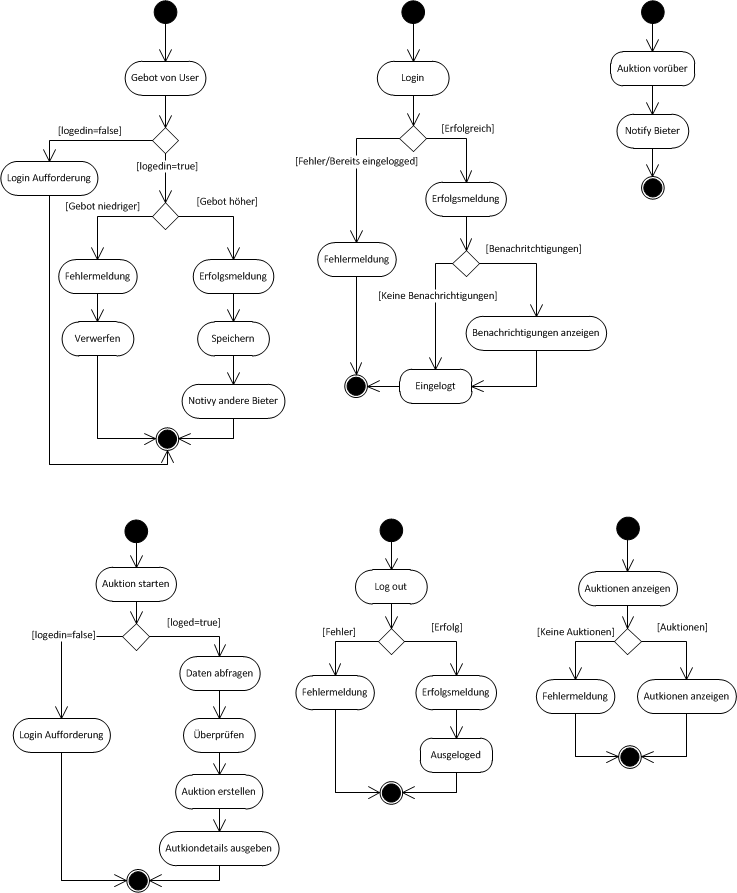 Gebot von User
[logedin=false]
[logedin=true]
Login Aufforderung
[Gebot niedriger]
[Gebot höher]
Fehlermeldung
Erfolgsmeldung
Verwerfen
Speichern
Notivy andere Bieter
Login
[Erfolgreich]
[Fehler/Bereits eingelogged]
Erfolgsmeldung
[Benachritchtigungen]
Fehlermeldung
[Keine Benachrichtigungen]
Benachrichtigungen anzeigen
Eingelogt
Auktion vorüber
Notify Bieter
Auktion starten
[logedin=false]
[loged=true]
Daten abfragen
Login Aufforderung
Überprüfen
Auktion erstellen
Autkiondetails ausgeben
Log out
[Fehler]
[Erfolg]
Fehlermeldung
Erfolgsmeldung
Ausgeloged
Auktionen anzeigen
[Keine Auktionen]
[Auktionen]
Fehlermeldung
Autkionen anzeigen